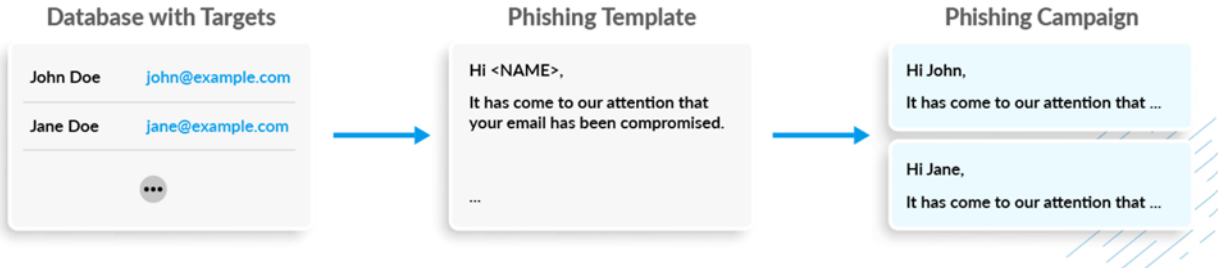 Database with Targets
John Doe john@example.com
Jane Doe jane@example.com
...
Phishing Template
Hi <NAME>,
It has come to our attention that
your email has been compromised.
...
Phishing Campaign
Hi John,
It has come to our attention that ...
Hi Jane,
It has come to our attention that ...